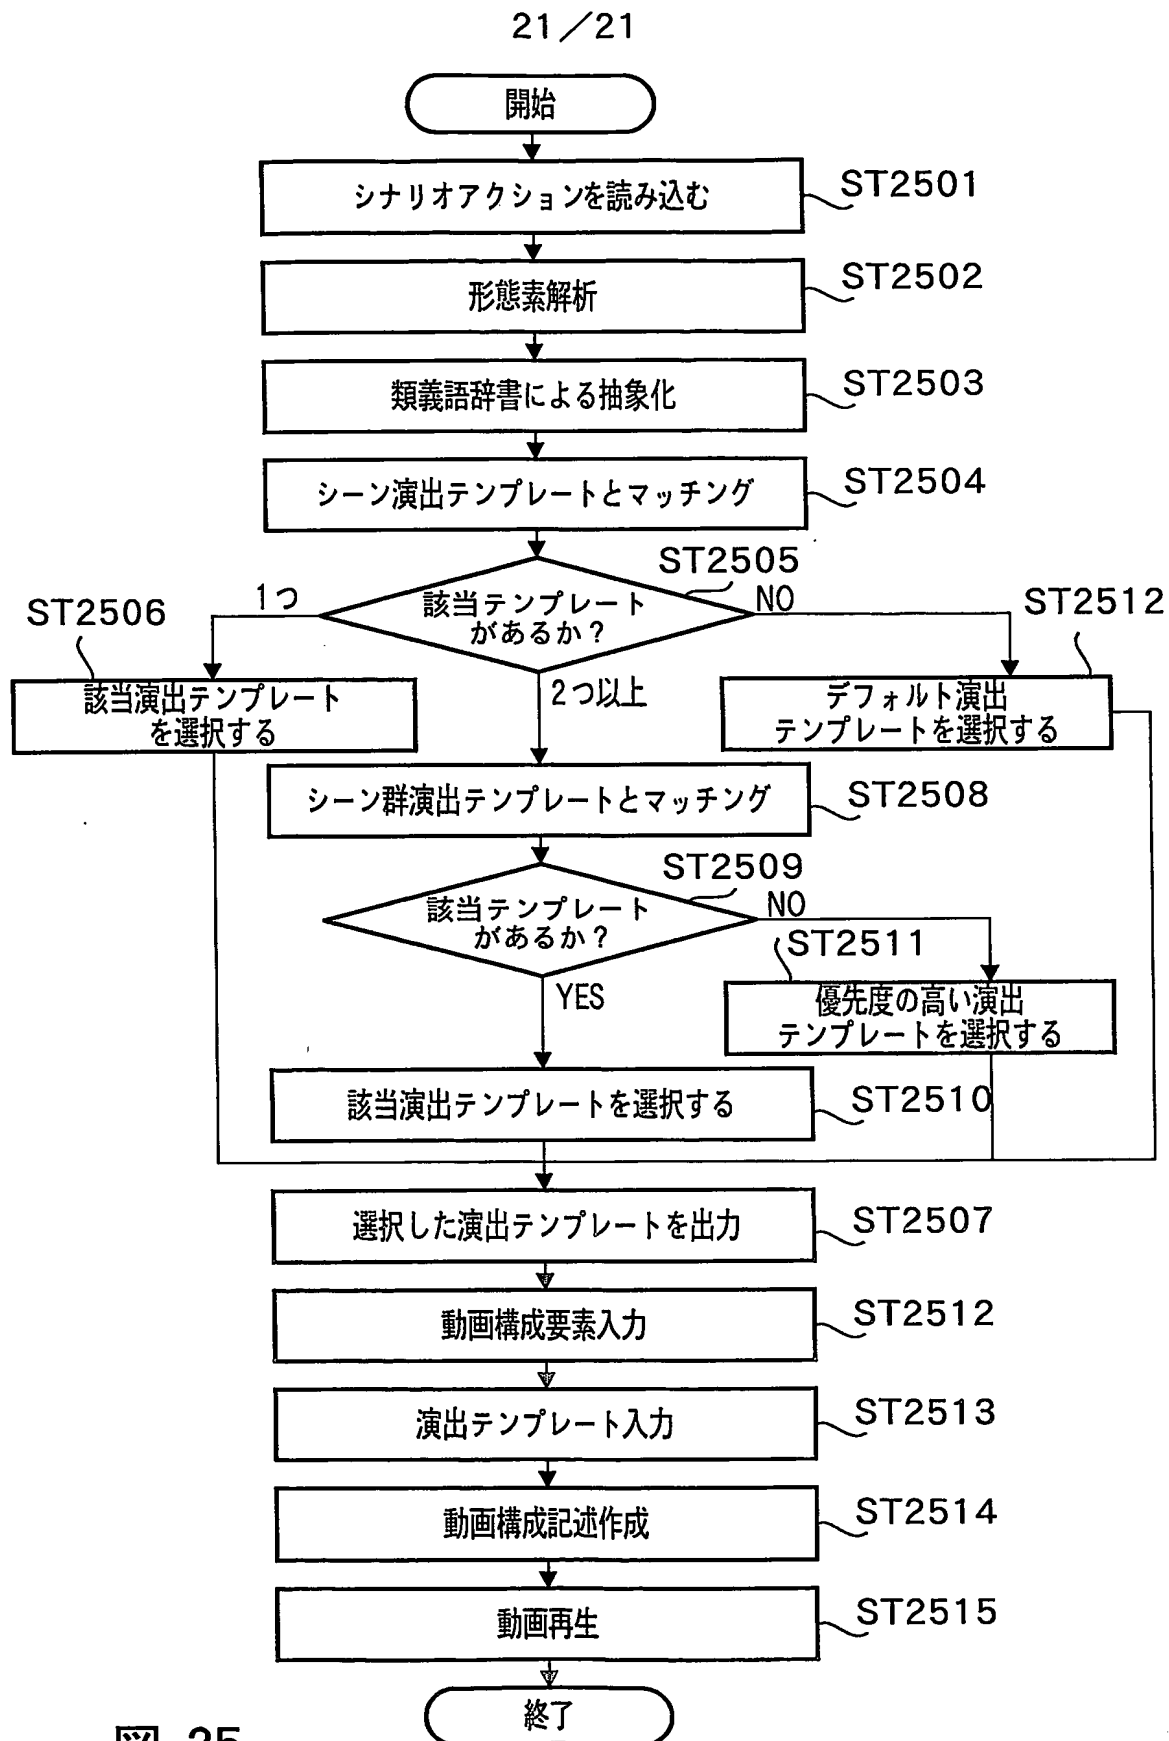 21／21
開始
シナリオアクションを読み込む
ST2501
形態素解析
ST2502
類義語辞書による抽象化
ST2503
シーン演出テンプレートとマッチング
ST2504
ST2505
該当テンプレート
があるか？
1つ
NO
2つ以上
ST2506
該当演出テンプレート
を選択する
ST2512
デフォルト演出
テンプレートを選択する
シーン群演出テンプレートとマッチング
ST2508
ST2509
該当テンプレート
があるか？
NO
YES
ST2511
優先度の高い演出
テンプレートを選択する
該当演出テンプレートを選択する
ST2510
選択した演出テンプレートを出力
ST2507
動画構成要素入力
ST2512
演出テンプレート入力
ST2513
動画構成記述作成
ST2514
動画再生
ST2515
終了
図 25